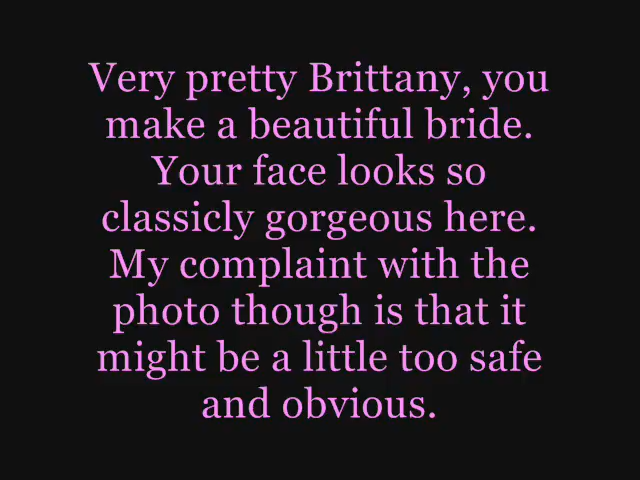 Very pretty Brittany, you
make a beautiful bride.
Your face looks so
classicly gorgeous here.
My complaint with the
photo though is that it
might be a little too safe
and obvious.